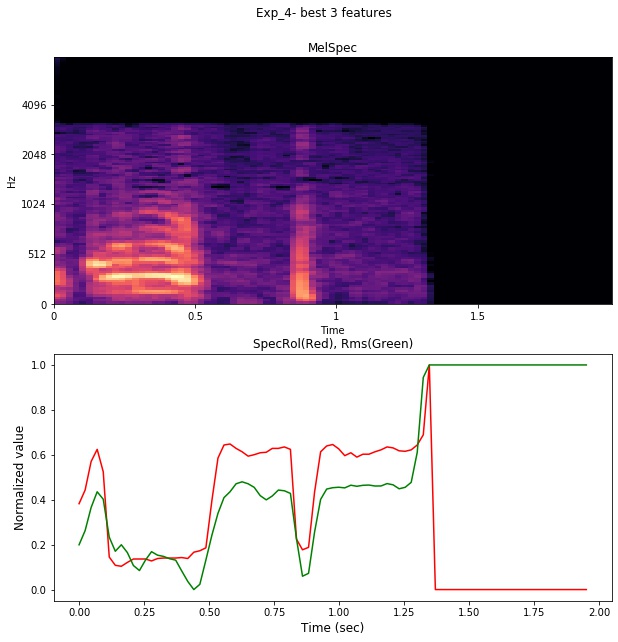 Exp_4- best 3 features
MelSpec
4096
2048
1024
512
0
Hz
0 0.5 1 1.5
Time
SpecRol(Red), Rms(Green)
1.0
0.8
0.6
0.4
0.2
0.0
Normalized value
0.00 0.25 0.50 0.75 1.00 1.25 1.50 1.75 2.00
Time (sec)